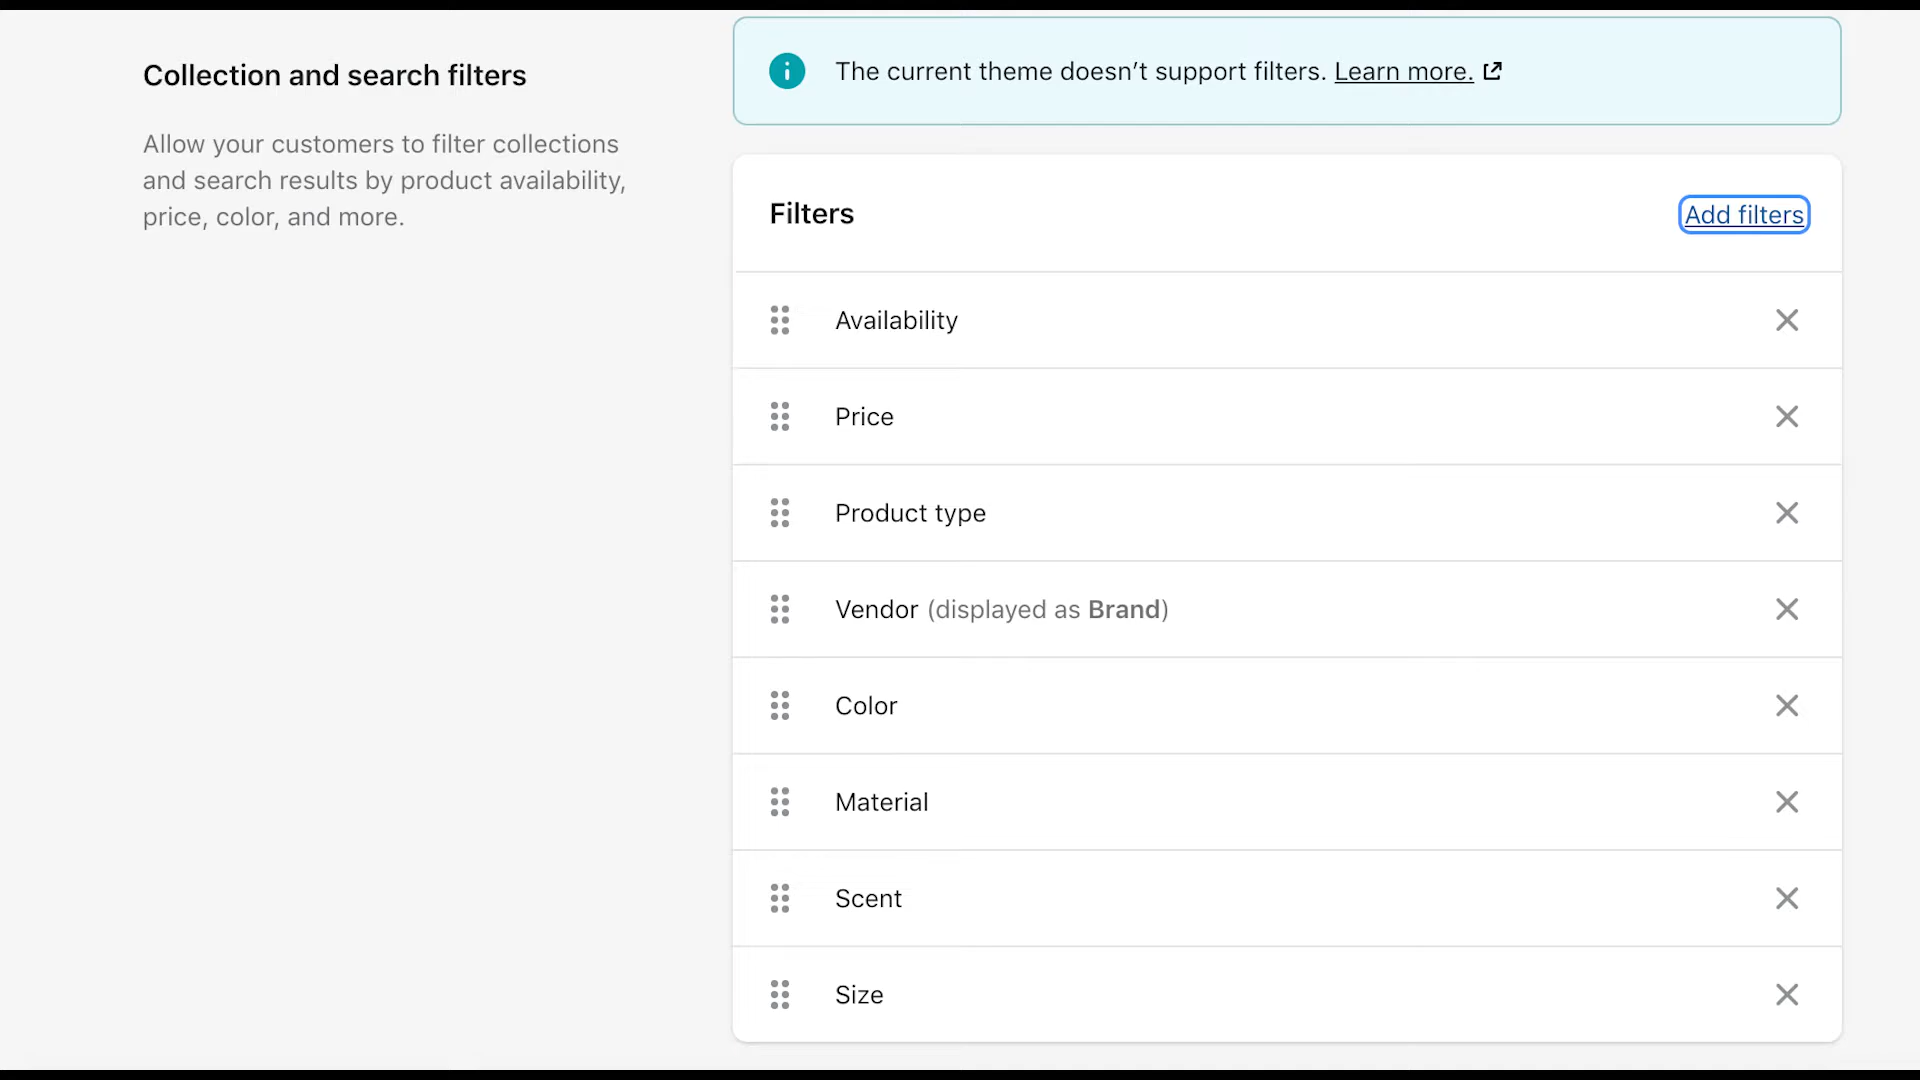 Collection and search filters
Allow your customers to filter collections
and search results by product availability,
price, color, and more.
The current theme doesn’t support filters. Learn more.
Filters
Add filters
Availability
Price
Product type
Vendor (displayed as Brand)
Color
Material
Scent
Size